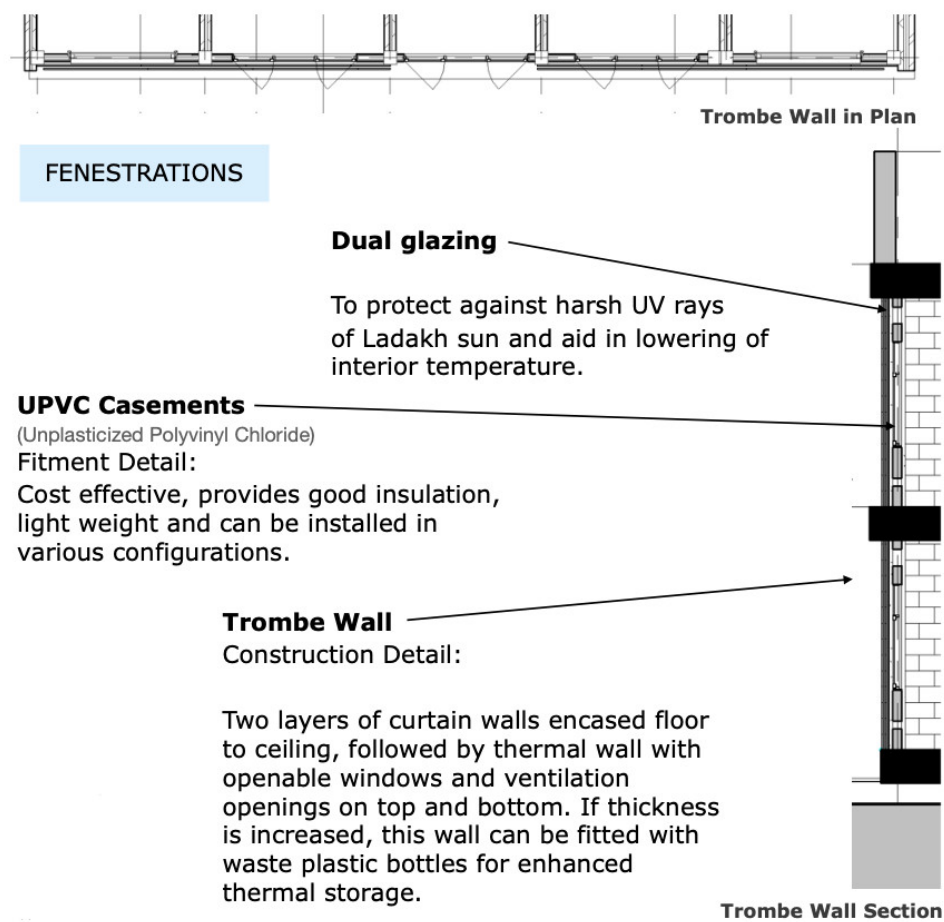 Trombe Wall in Plan
FENESTRATIONS
Dual glazing
To protect against harsh UV rays
of Ladakh sun and aid in lowering of
interior temperature.
UPVC Casements
(Unplasticized Polyvinyl Chloride)
Fitment Detail:
Cost effective, provides good insulation,
light weight and can be installed in
various configurations.
Trombe Wall
Construction Detail:
Two layers of curtain walls encased floor
to ceiling, followed by thermal wall with
openable windows and ventilation
openings on top and bottom. If thickness
is increased, this wall can be fitted with
waste plastic bottles for enhanced
thermal storage.
Trombe Wall Section